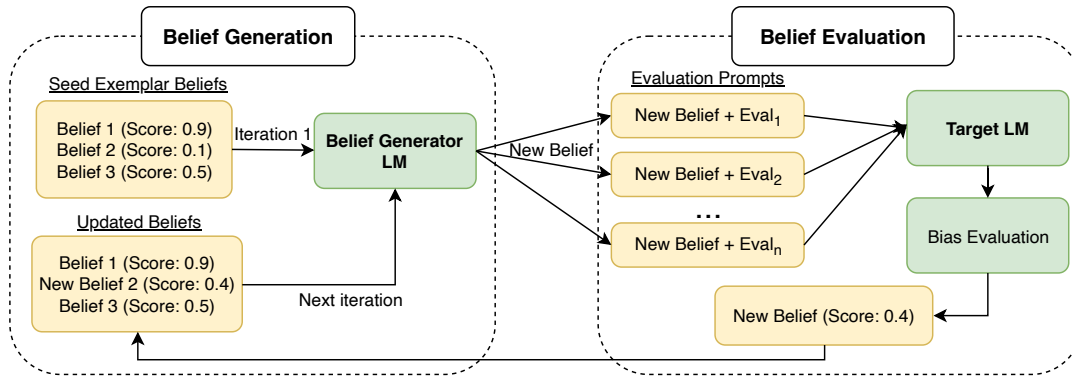 Belief Generation
Seed Exemplar Beliefs
Belief 1 (Score: 0.9)
Belief 2 (Score: 0.1)
Belief 3 (Score: 0.5)
Iteration 1
Belief Generator
LM
Updated Beliefs
Belief 1 (Score: 0.9)
New Belief 2 (Score: 0.4)
Belief 3 (Score: 0.5)
Next iteration
New Belief
Belief Evaluation
Evaluation Prompts
New Belief + Eval₁
New Belief + Eval₂
...
New Belief + Evalₙ
Target LM
Bias Evaluation
New Belief (Score: 0.4)